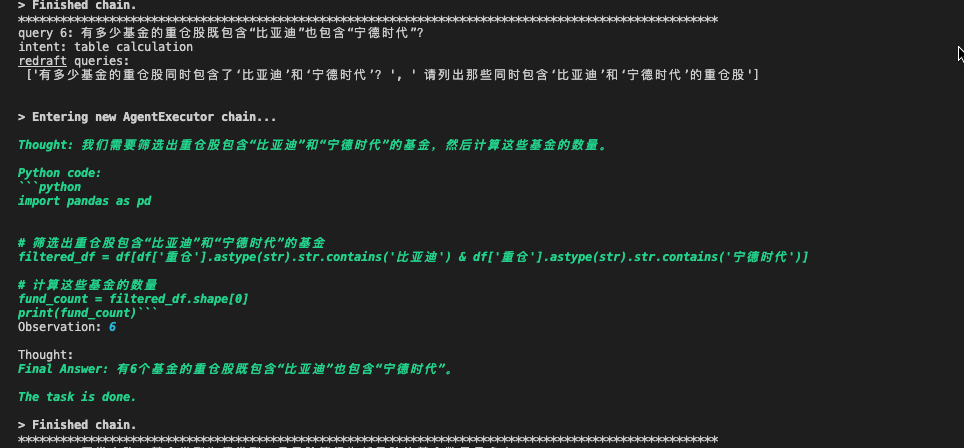 > Finished chain.
****************************************************************************************************
query 6: 有多少基金的重仓股既包含“比亚迪”也包含“宁德时代”?
intent: table calculation
redraft queries:
['有多少基金的重仓股同时包含了‘比亚迪’和‘宁德时代’? ', ' 请列出那些同时包含‘比亚迪’和‘宁德时代’的重仓股']
> Entering new AgentExecutor chain...
Thought: 我们需要筛选出重仓股包含“比亚迪”和“宁德时代”的基金，然后计算这些基金的数量。
Python code:
```python
import pandas as pd
# 筛选出重仓股包含“比亚迪”和“宁德时代”的基金
filtered_df = df[df['重仓'].astype(str).str.contains('比亚迪') & df['重仓'].astype(str).str.contains('宁德时代')]
# 计算这些基金的数量
fund_count = filtered_df.shape[0]
print(fund_count)```
Observation: 6
Thought:
Final Answer: 有6个基金的重仓股既包含“比亚迪”也包含“宁德时代”。
The task is done.
> Finished chain.
****************************************************************************************************